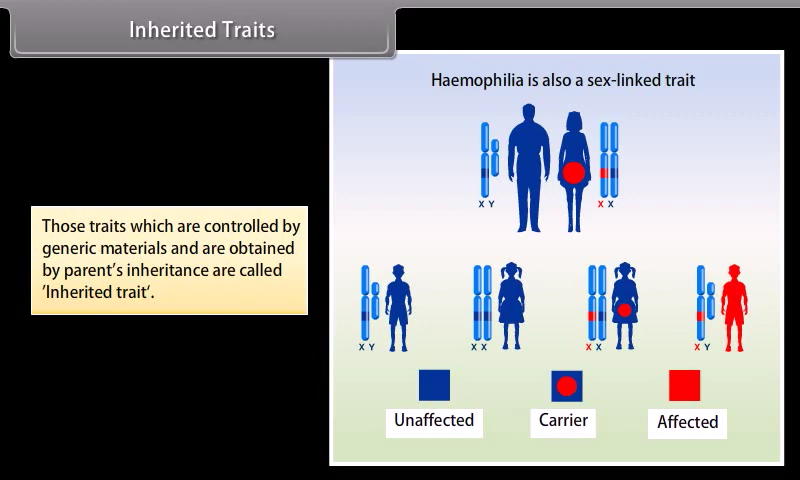 Inherited Traits
Haemophilia is also a sex-linked trait
X Y
X X
Those traits which are controlled by
generic materials and are obtained
by parent's inheritance are called
'Inherited trait'.
X Y
X X
X X
X Y
Unaffected
Carrier
Affected